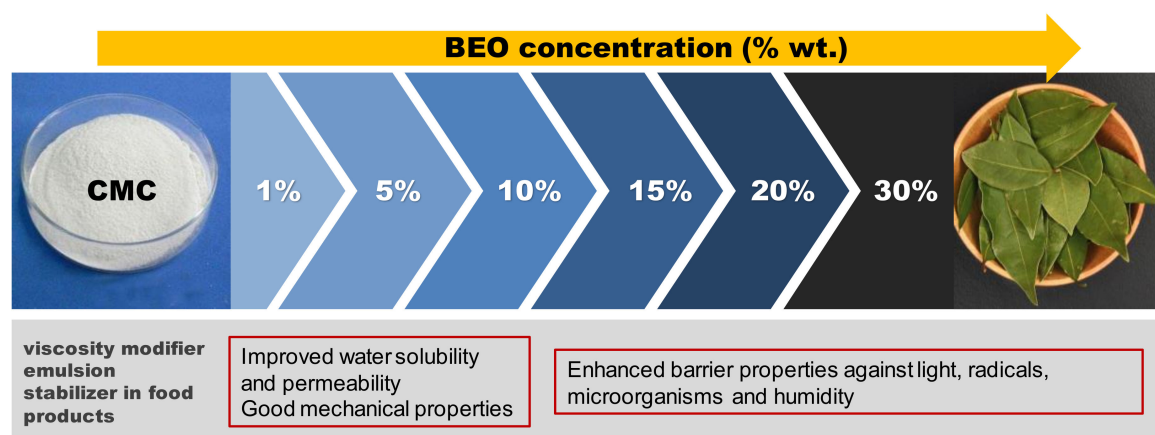 BEO concentration (% wt.)
CMC
1%
5%
10%
15%
20%
30%
viscosity modifier
emulsion
stabilizer in food
products
Improved water solubility
and permeability
Good mechanical properties
Enhanced barrier properties against light, radicals,
microorganisms and humidity